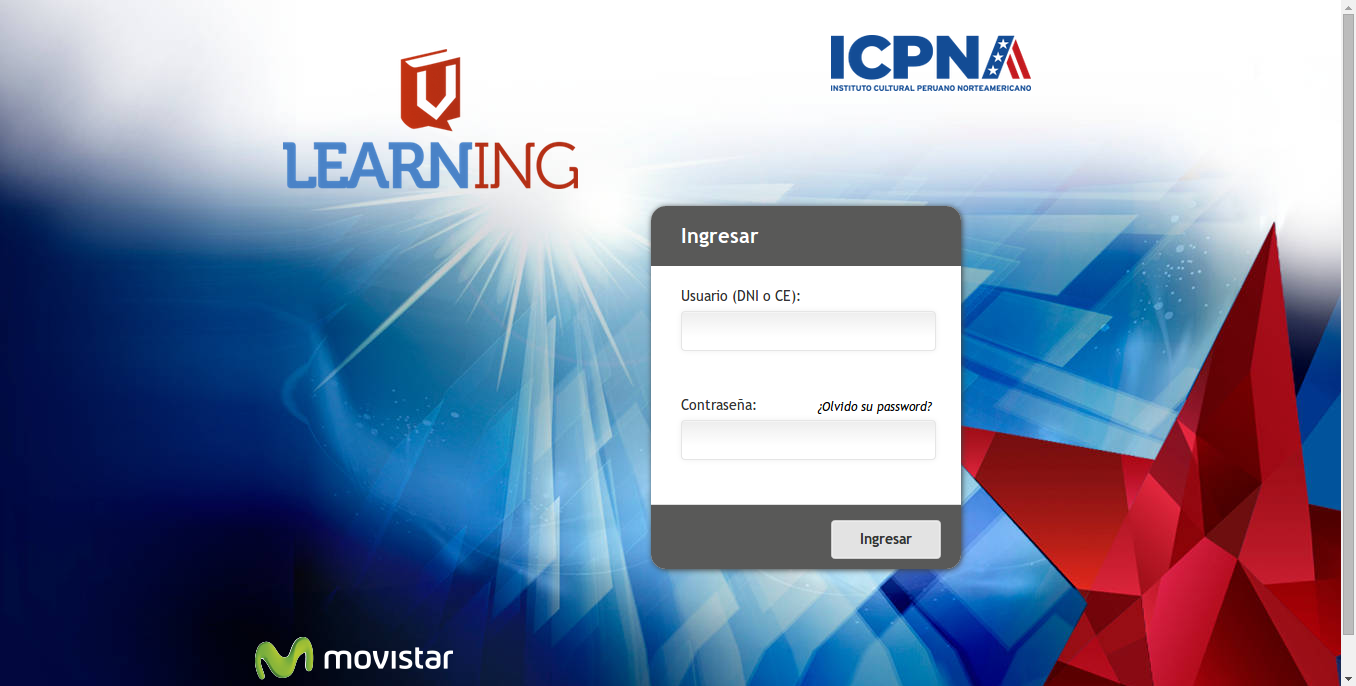 ICPNA
INSTITUTO CULTURAL PERUANO NORTEAMERICANO
LEARNING
Ingresar
Usuario (DNI o CE):
Contraseña:
¿Olvido su password?
Ingresar
movistar